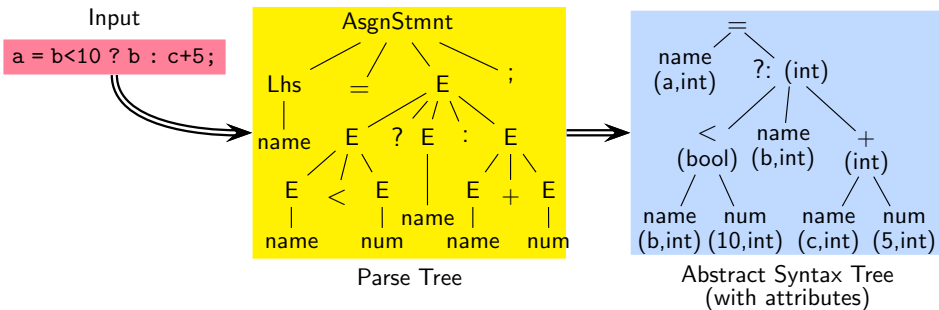 Input
a = b<10 ? b : c+5;
AsgnStmnt
Lhs = E ;
name E ? E : E
E < E name E + E
name num name num
Parse Tree
=
name ?: (int)
(a,int)
< name +
(bool) (b,int) (int)
name num name num
(b,int) (10,int) (c,int) (5,int)
Abstract Syntax Tree
(with attributes)